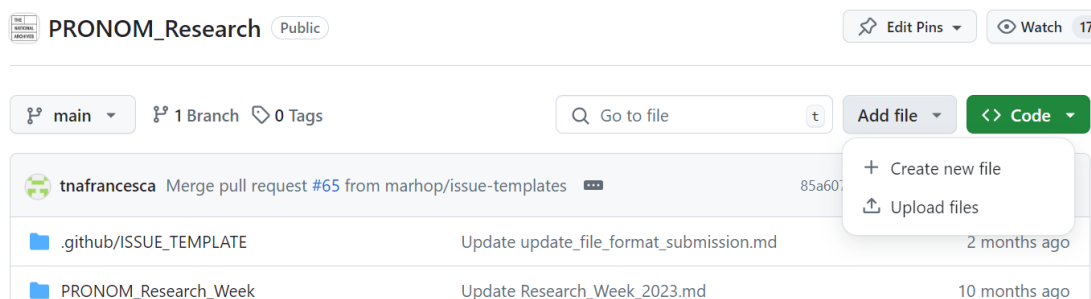 THE NATIONAL ARCHIVES
PRONOM_Research Public Edit Pins Watch 17
main 1 Branch 0 Tags Go to file t Add file <> Code
tnafrancesca Merge pull request #65 from marhop/issue-templates 85a607
Create new file
Upload files
.github/ISSUE_TEMPLATE Update update_file_format_submission.md 2 months ago
PRONOM_Research_Week Update Research_Week_2023.md 10 months ago